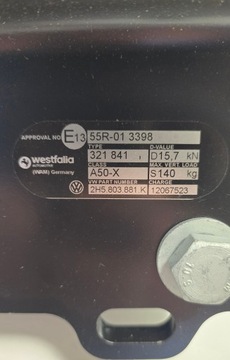 APPROVAL NO E13 55R-01 3398
TYPE D-VALUE
321 841 D15,7 kN
CLASS MAX. VERT LOAD
A50-X S140 kg
westfalia
AUTOMOTIVE
(WAM) Germany
VW PART NUMBER CHARGE
2H5 803 881 K 12067523